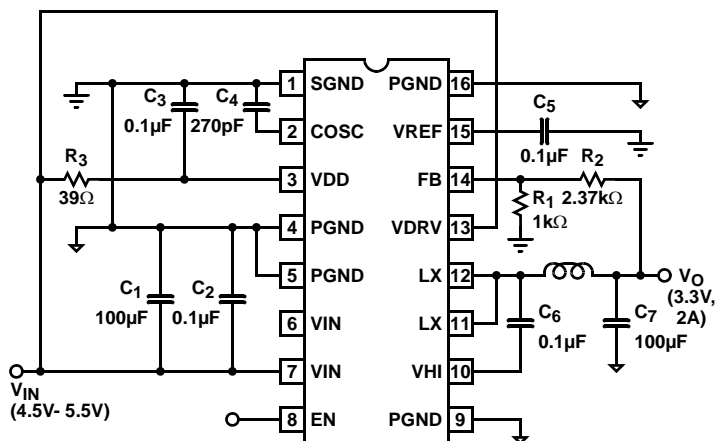 1 SGND PGND 16
C3 0.1µF
C4 270pF
C5 0.1µF
2 COSC VREF 15
R3 39Ω
3 VDD FB 14
R2 2.37kΩ
R1 1kΩ
4 PGND VDRV 13
5 PGND LX 12
VO (3.3V, 2A)
C1 100µF
C2 0.1µF
6 VIN LX 11
C6 0.1µF
C7 100µF
7 VIN VHI 10
VIN (4.5V- 5.5V)
8 EN PGND 9